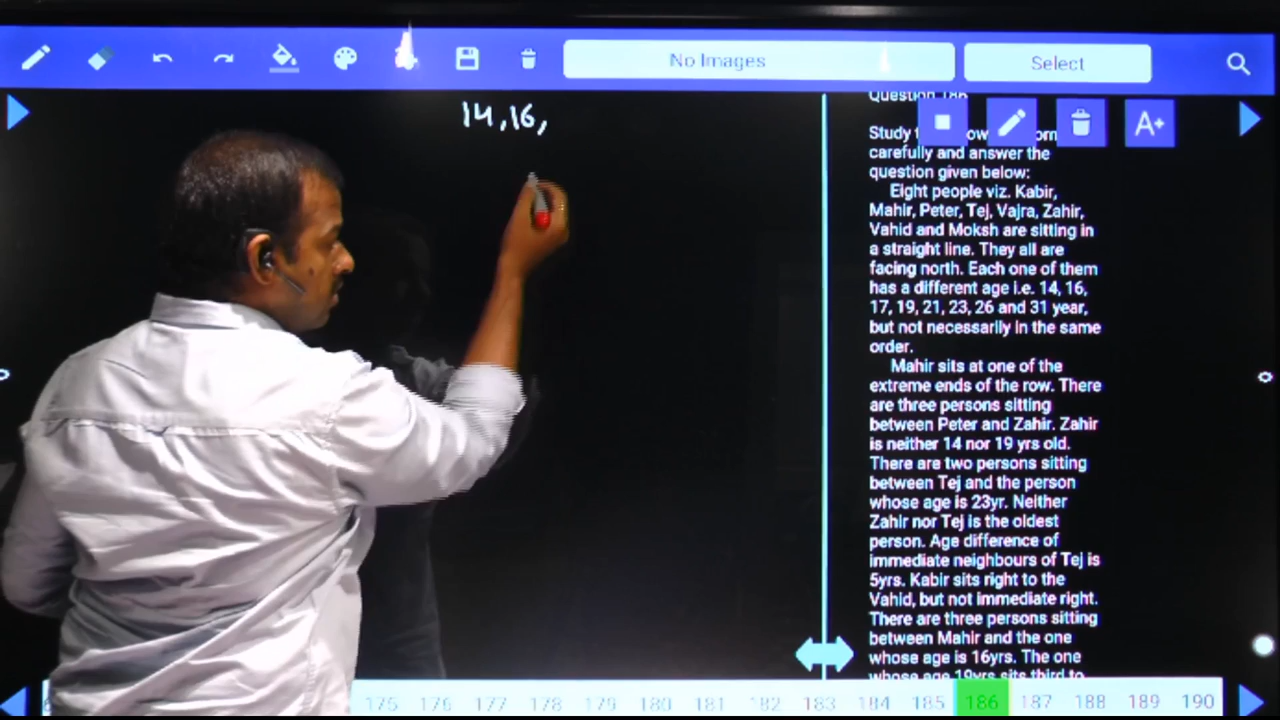 No Images
Select
14,16,
Question 186
A+
Study
carefully and answer the
question given below:
Eight people viz. Kabir,
Mahir, Peter, Tej, Vajra, Zahir,
Vahid and Moksh are sitting in
a straight line. They all are
facing north. Each one of them
has a different age i.e. 14, 16,
17, 19, 21, 23, 26 and 31 year,
but not necessarily in the same
order.
Mahir sits at one of the
extreme ends of the row. There
are three persons sitting
between Peter and Zahir. Zahir
is neither 14 nor 19 yrs old.
There are two persons sitting
between Tej and the person
whose age is 23yr. Neither
Zahir nor Tej is the oldest
person. Age difference of
immediate neighbours of Tej is
5yrs. Kabir sits right to the
Vahid, but not immediate right.
There are three persons sitting
between Mahir and the one
whose age is 16yrs. The one
whose age 19yrs sits third to
175 176 177 178 179 180 181 182 183 184 185 186 187 188 189 190